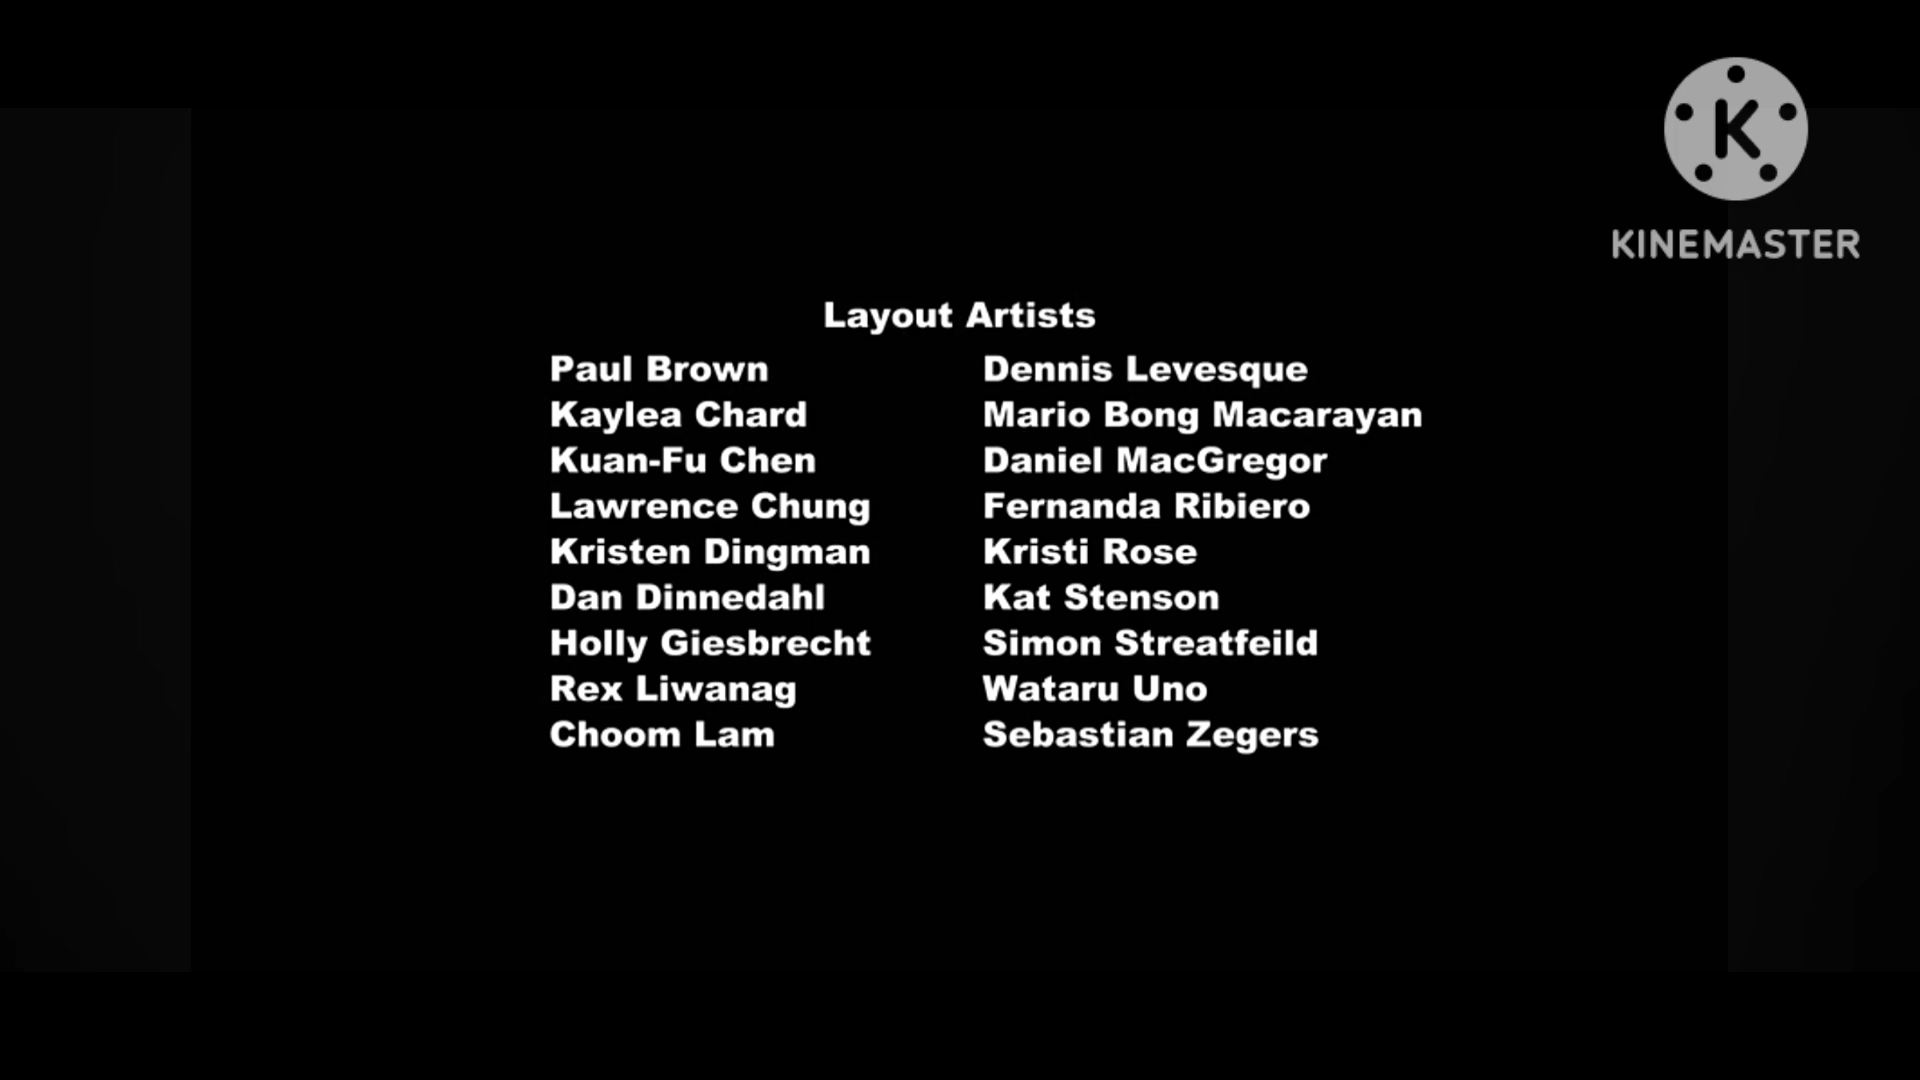 K
KINEMASTER
Layout Artists
Paul Brown
Kaylea Chard
Kuan-Fu Chen
Lawrence Chung
Kristen Dingman
Dan Dinnedahl
Holly Giesbrecht
Rex Liwanag
Choom Lam
Dennis Levesque
Mario Bong Macarayan
Daniel MacGregor
Fernanda Ribiero
Kristi Rose
Kat Stenson
Simon Streatfeild
Wataru Uno
Sebastian Zegers